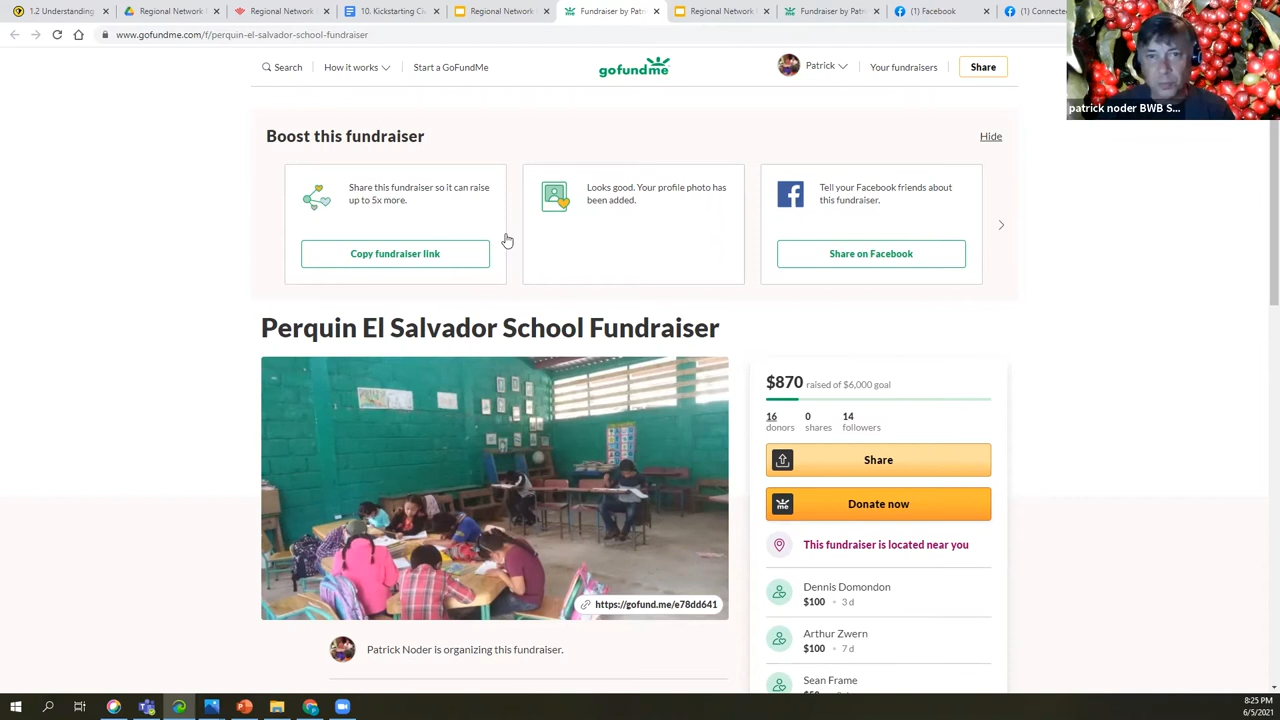 1.2 Understanding
Regional Network
Regional Network
10. Kickstarting Ci
Regional Network
Fundraiser by Pat
Regional Network
Fundraiser by Pat
(1) Facebook
(1) Connecte
www.gofundme.com/f/perquin-el-salvador-school-fundraiser
Search
How it works
Start a GoFundMe
gofundme
Patrick
Your fundraisers
Share
patrick noder BWB S...
Boost this fundraiser
Hide
Share this fundraiser so it can raise
up to 5x more.
Copy fundraiser link
Looks good. Your profile photo has
been added.
Tell your Facebook friends about
this fundraiser.
Share on Facebook
Perquin El Salvador School Fundraiser
https://gofund.me/e78dd641
Patrick Noder is organizing this fundraiser.
$870 raised of $6,000 goal
16 donors
0 shares
14 followers
Share
me
Donate now
This fundraiser is located near you
Dennis Domondon
$100 • 3 d
Arthur Zwern
$100 • 7 d
Sean Frame
8:25 PM
6/5/2021